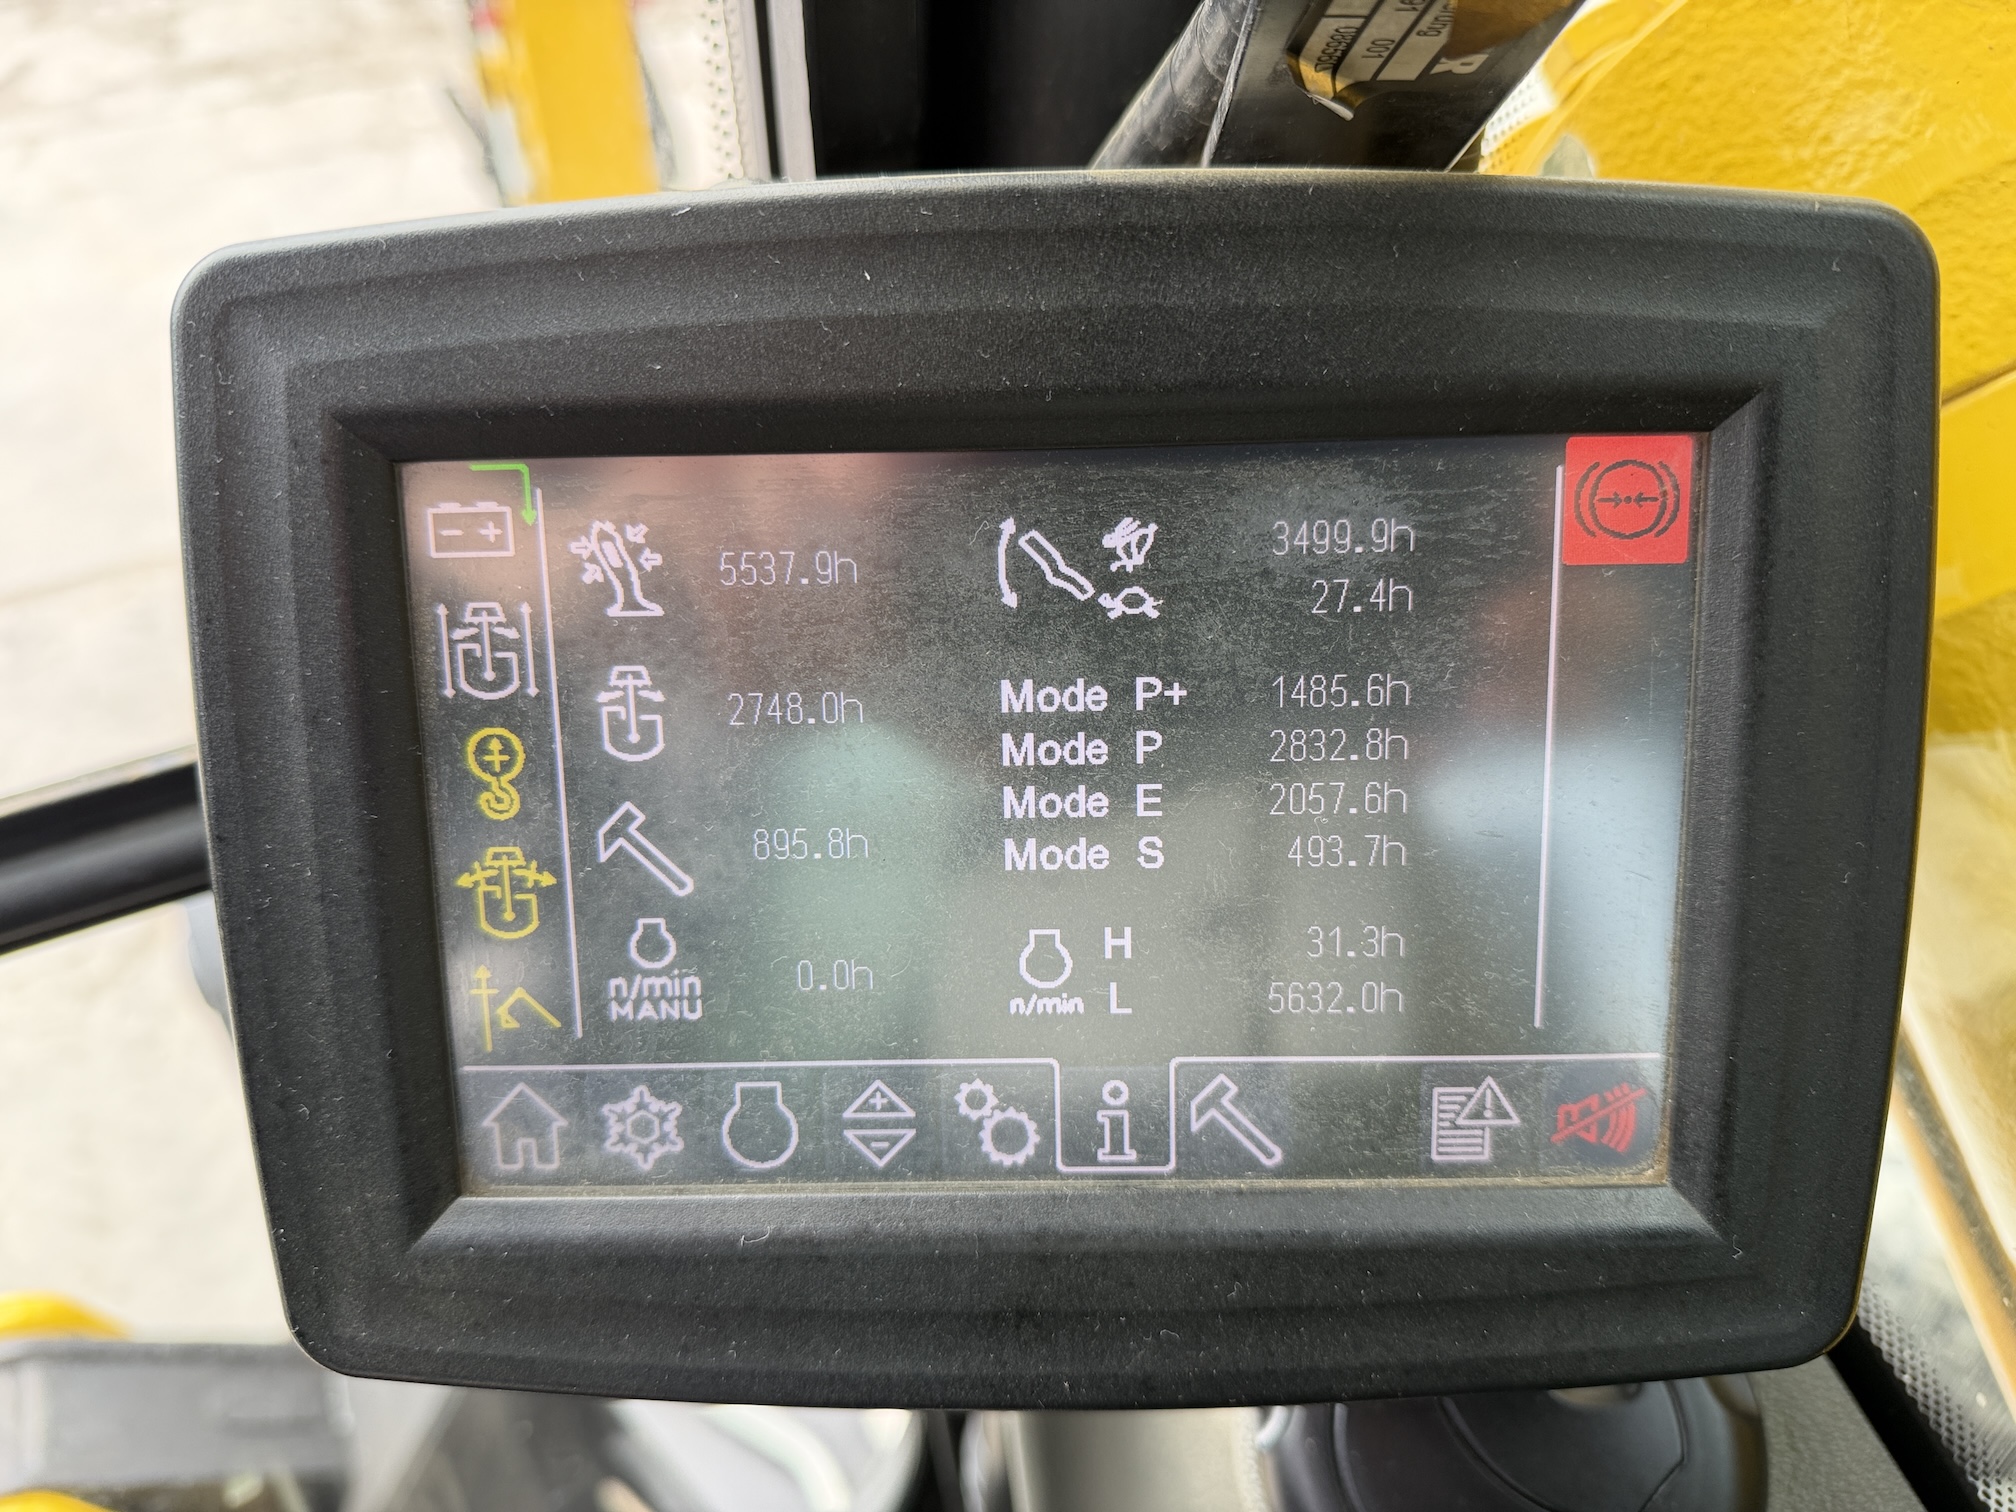 R
001
5537.9h
2748.0h
895.8h
n/min
MANU
0.0h
3499.9h
27.4h
Mode P+ 1485.6h
Mode P 2832.8h
Mode E 2057.6h
Mode S 493.7h
H 31.3h
n/min L 5632.0h